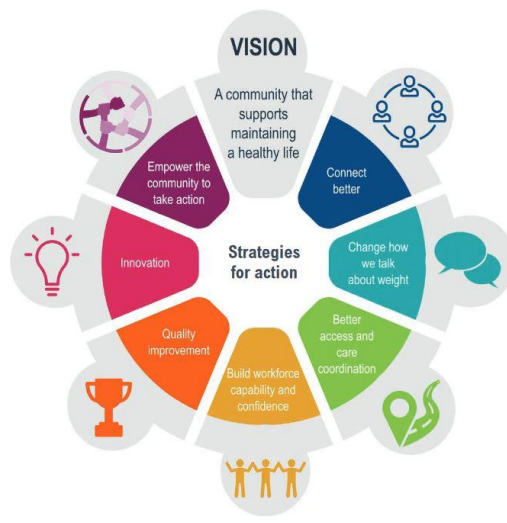 VISION
A community that
supports
maintaining
a healthy life
Connect
better
Change how
we talk
about weight
Better
access and
care
coordination
Build workforce
capability and
confidence
Quality
improvement
Innovation
Empower the
community to
take action
Strategies
for action